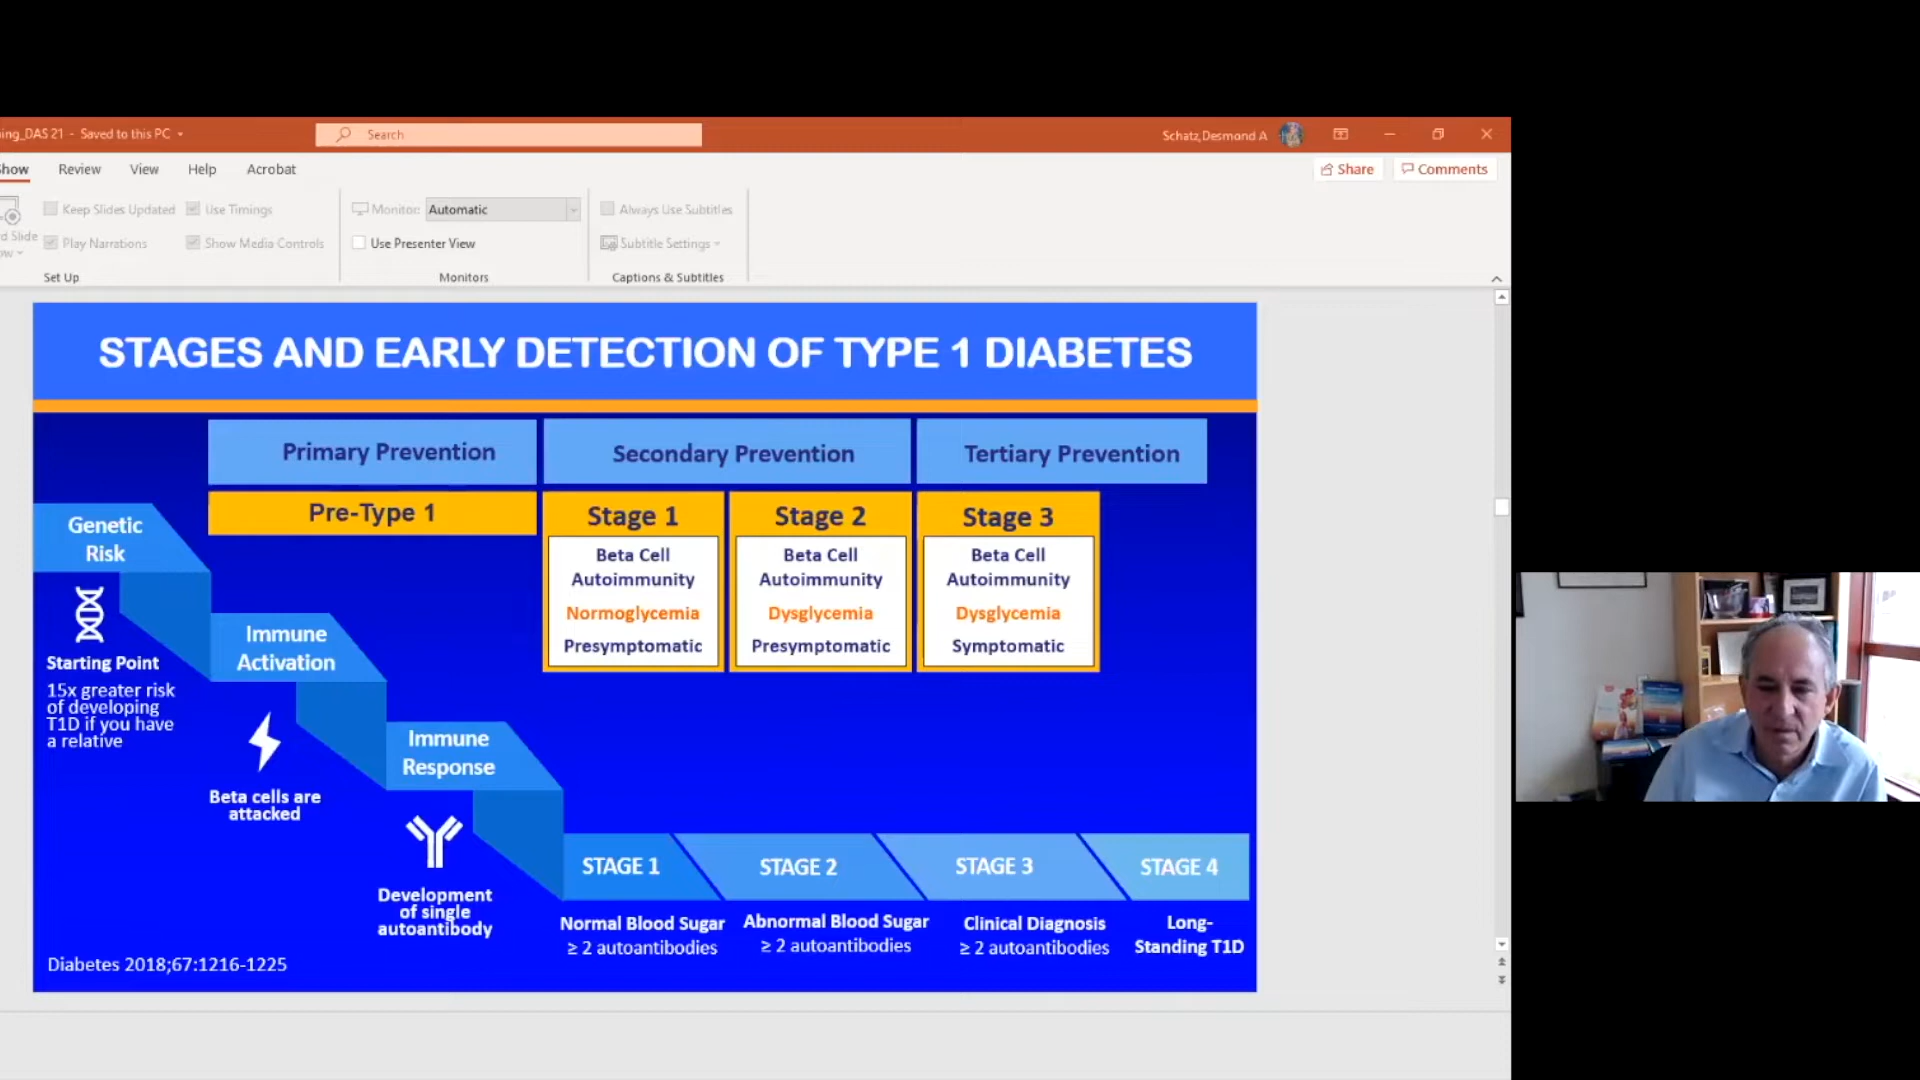 ing_DAS 21 - Saved to this PC
Search
Schatz,Desmond A
Show
Review
View
Help
Acrobat
Share
Comments
Keep Slides Updated
Use Timings
Monitor:
Automatic
Always Use Subtitles
d Slide
ow
Play Narrations
Show Media Controls
Use Presenter View
Subtitle Settings
Set Up
Monitors
Captions & Subtitles
STAGES AND EARLY DETECTION OF TYPE 1 DIABETES
Primary Prevention
Secondary Prevention
Tertiary Prevention
Pre-Type 1
Stage 1
Beta Cell
Autoimmunity
Normoglycemia
Presymptomatic
Stage 2
Beta Cell
Autoimmunity
Dysglycemia
Presymptomatic
Stage 3
Beta Cell
Autoimmunity
Dysglycemia
Symptomatic
Genetic
Risk
Starting Point
15x greater risk
of developing
T1D if you have
a relative
Immune
Activation
Beta cells are
attacked
Immune
Response
Development
of single
autoantibody
STAGE 1
Normal Blood Sugar
≥ 2 autoantibodies
STAGE 2
Abnormal Blood Sugar
≥ 2 autoantibodies
STAGE 3
Clinical Diagnosis
≥ 2 autoantibodies
STAGE 4
Long-
Standing T1D
Diabetes 2018;67:1216-1225